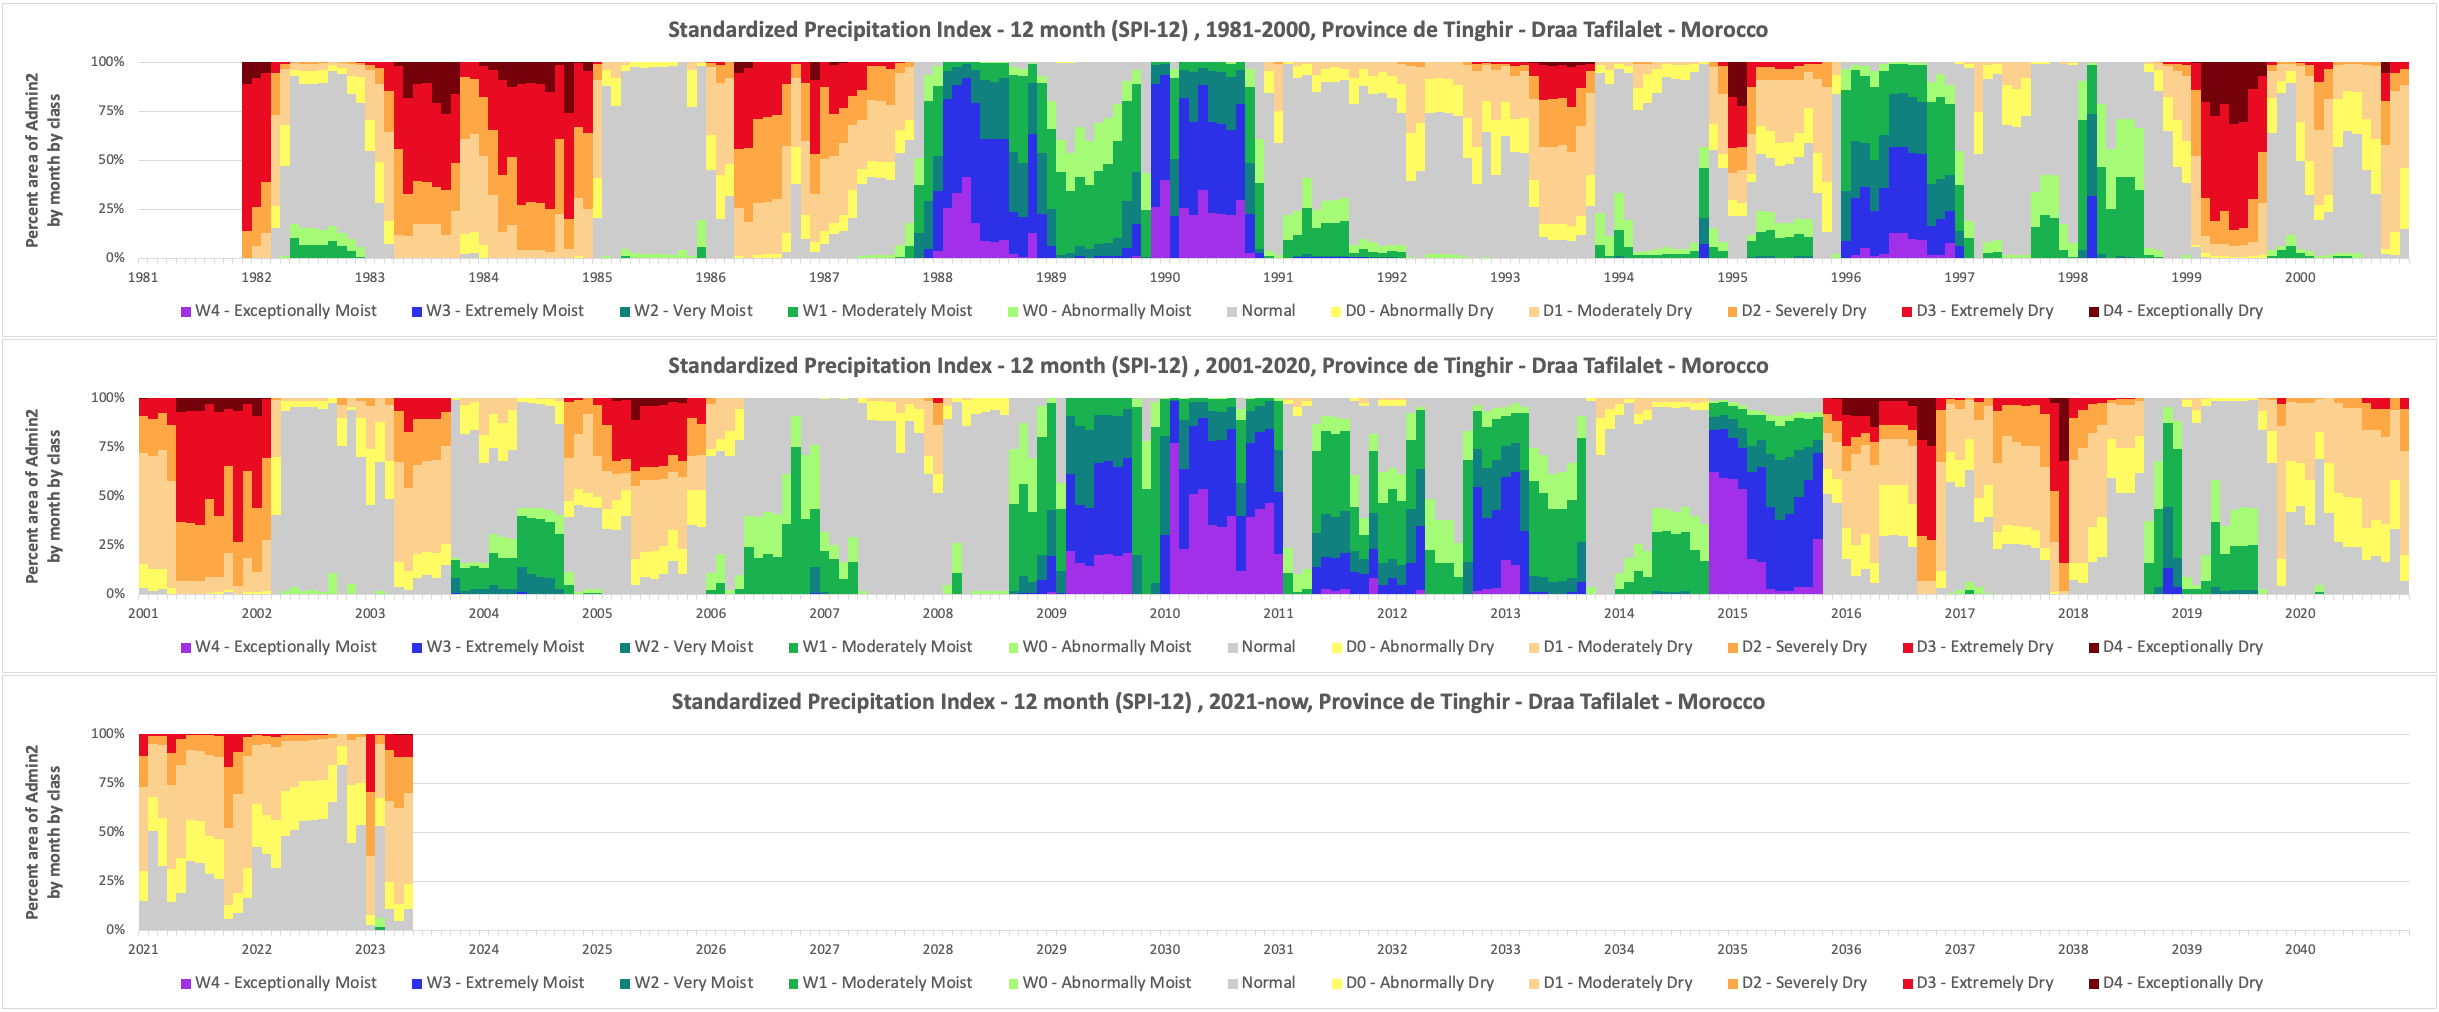 Standardized Precipitation Index - 12 month (SPI-12) , 1981-2000, Province de Tinghir - Draa Tafilalet - Morocco
Percent area of Admin2
by month by class
100%
75%
50%
25%
0%
1981 1982 1983 1984 1985 1986 1987 1988 1989 1990 1991 1992 1993 1994 1995 1996 1997 1998 1999 2000
W4 - Exceptionally Moist W3 - Extremely Moist W2 - Very Moist W1 - Moderately Moist W0 - Abnormally Moist Normal D0 - Abnormally Dry D1 - Moderately Dry D2 - Severely Dry D3 - Extremely Dry D4 - Exceptionally Dry
Standardized Precipitation Index - 12 month (SPI-12) , 2001-2020, Province de Tinghir - Draa Tafilalet - Morocco
Percent area of Admin2
by month by class
100%
75%
50%
25%
0%
2001 2002 2003 2004 2005 2006 2007 2008 2009 2010 2011 2012 2013 2014 2015 2016 2017 2018 2019 2020
W4 - Exceptionally Moist W3 - Extremely Moist W2 - Very Moist W1 - Moderately Moist W0 - Abnormally Moist Normal D0 - Abnormally Dry D1 - Moderately Dry D2 - Severely Dry D3 - Extremely Dry D4 - Exceptionally Dry
Standardized Precipitation Index - 12 month (SPI-12) , 2021-now, Province de Tinghir - Draa Tafilalet - Morocco
Percent area of Admin2
by month by class
100%
75%
50%
25%
0%
2021 2022 2023 2024 2025 2026 2027 2028 2029 2030 2031 2032 2033 2034 2035 2036 2037 2038 2039 2040
W4 - Exceptionally Moist W3 - Extremely Moist W2 - Very Moist W1 - Moderately Moist W0 - Abnormally Moist Normal D0 - Abnormally Dry D1 - Moderately Dry D2 - Severely Dry D3 - Extremely Dry D4 - Exceptionally Dry